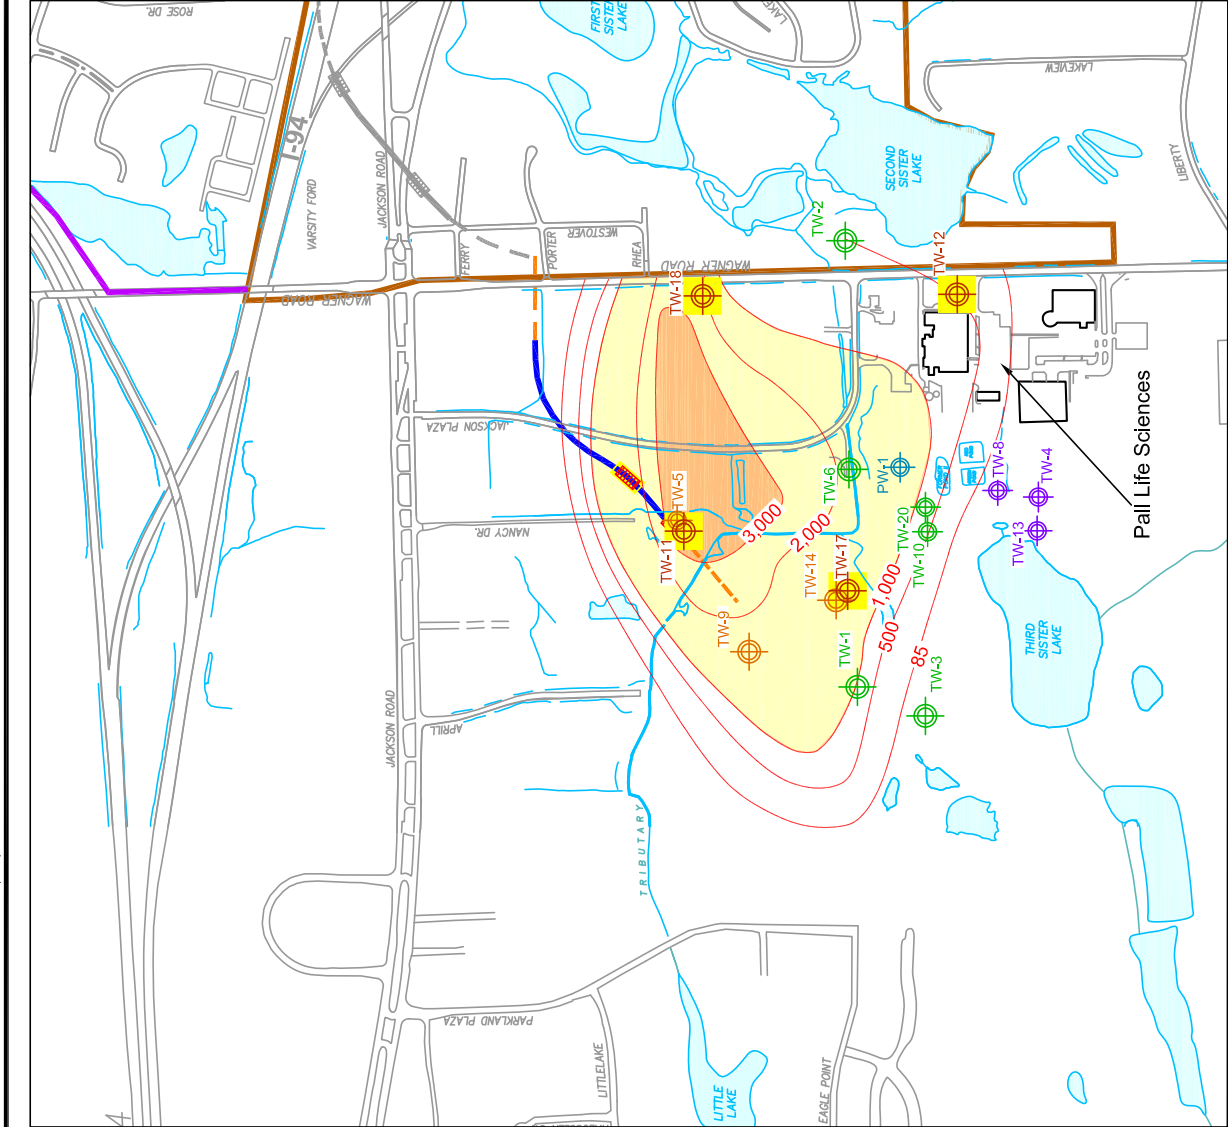 ROSE DR.
FIRST
SISTER
LAKE
LAKE
LAKEVIEW
I-94
VARSITY FORD
JACKSON ROAD
SECOND
SISTER
LAKE
LIBERTY
FERRY
PORTER
WESTOVER
RHEA
TW-2
TW-12
WAGNER ROAD
WAGNER ROAD
TW-18
JACKSON PLAZA
Pall Life Sciences
TW-5
TW-6
PW-1
TW-8
TW-4
NANCY DR.
TW-11
3,000
2,000
TW-20
TW-10
TW-13
TW-14
TW-17
1,000
500
85
TW-9
TW-1
TW-3
THIRD
SISTER
LAKE
JACKSON ROAD
APRILL
TRIBUTARY
PARKLAND PLAZA
LITTLELAKE
LITTLE
LAKE
EAGLE POINT